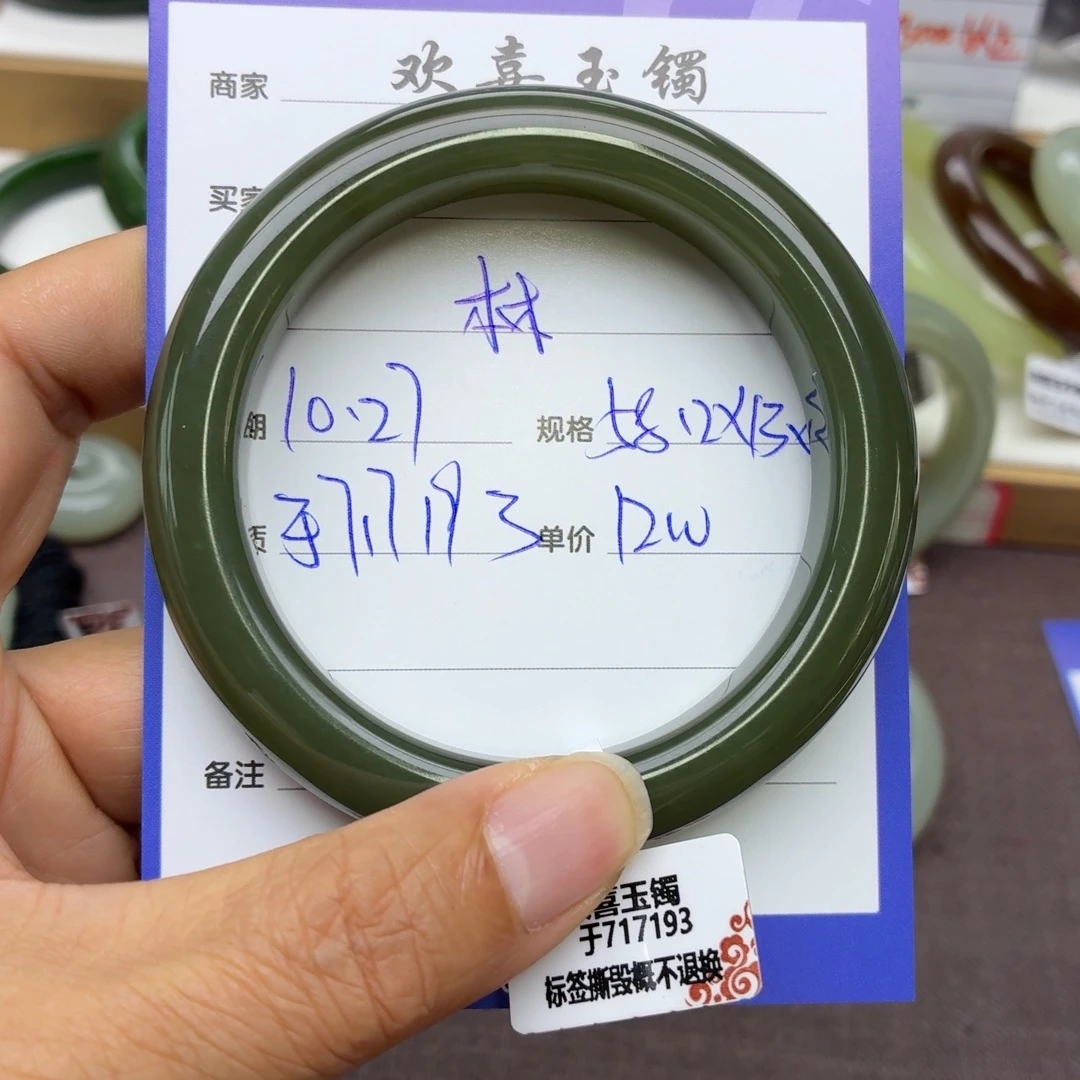 商家 欢喜玉镯
买家
林
期 10.27 规格 58.12X13X
质 于717193 单价 12W
备注
喜玉镯
于717193
标签撕毁概不退换